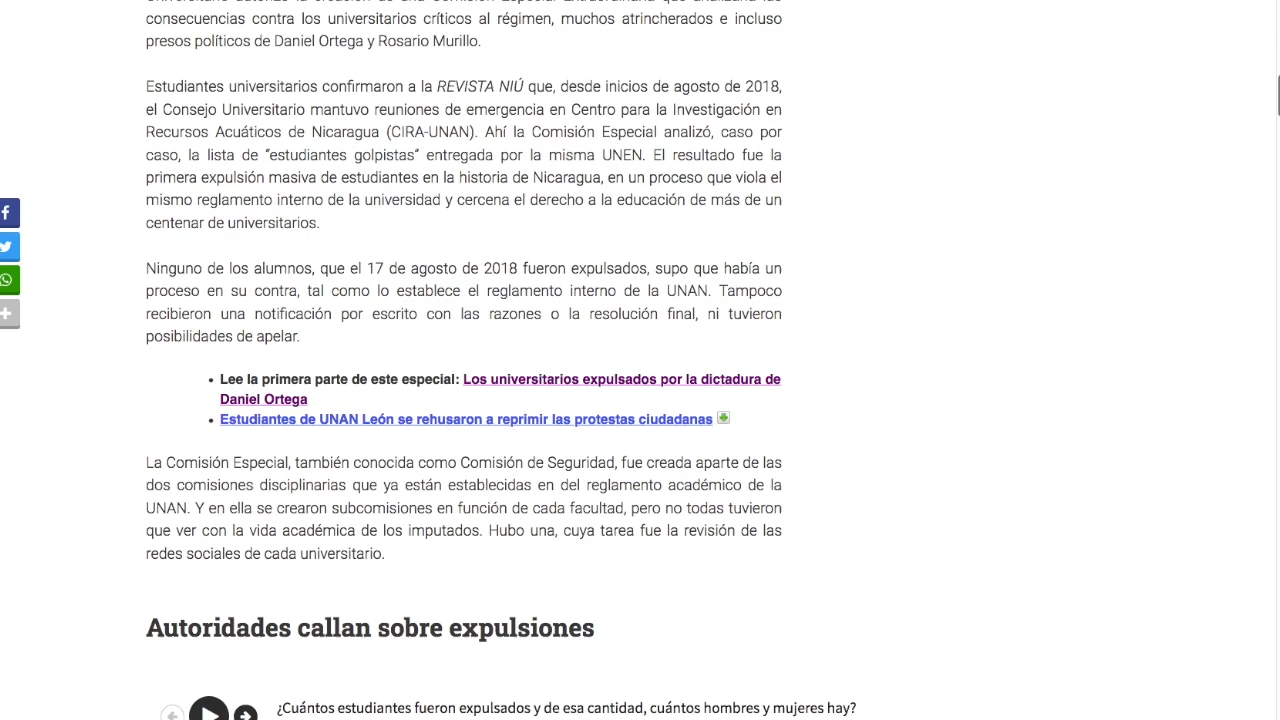 consecuencias contra los universitarios críticos al régimen, muchos atrincherados e incluso
presos políticos de Daniel Ortega y Rosario Murillo.
Estudiantes universitarios confirmaron a la REVISTA NIÚ que, desde inicios de agosto de 2018,
el Consejo Universitario mantuvo reuniones de emergencia en Centro para la Investigación en
Recursos Acuáticos de Nicaragua (CIRA-UNAN). Ahí la Comisión Especial analizó, caso por
caso, la lista de “estudiantes golpistas” entregada por la misma UNEN. El resultado fue la
primera expulsión masiva de estudiantes en la historia de Nicaragua, en un proceso que viola el
mismo reglamento interno de la universidad y cercena el derecho a la educación de más de un
centenar de universitarios.
Ninguno de los alumnos, que el 17 de agosto de 2018 fueron expulsados, supo que había un
proceso en su contra, tal como lo establece el reglamento interno de la UNAN. Tampoco
recibieron una notificación por escrito con las razones o la resolución final, ni tuvieron
posibilidades de apelar.
• Lee la primera parte de este especial: Los universitarios expulsados por la dictadura de
Daniel Ortega
• Estudiantes de UNAN León se rehusaron a reprimir las protestas ciudadanas
La Comisión Especial, también conocida como Comisión de Seguridad, fue creada aparte de las
dos comisiones disciplinarias que ya están establecidas en del reglamento académico de la
UNAN. Y en ella se crearon subcomisiones en función de cada facultad, pero no todas tuvieron
que ver con la vida académica de los imputados. Hubo una, cuya tarea fue la revisión de las
redes sociales de cada universitario.
Autoridades callan sobre expulsiones
¿Cuántos estudiantes fueron expulsados y de esa cantidad, cuántos hombres y mujeres hay?